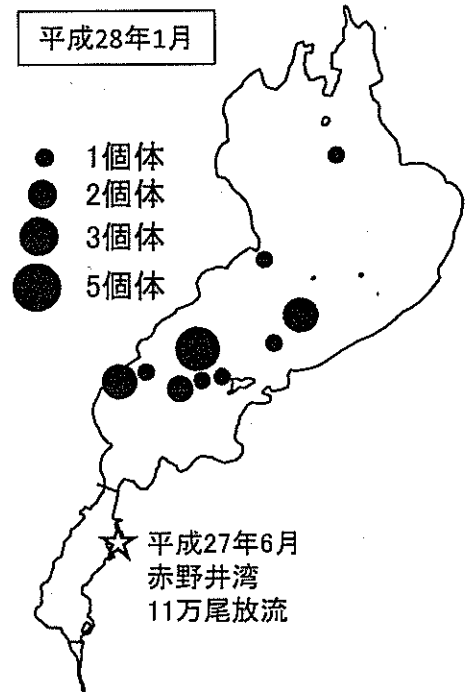 平成28年1月
1個体
2個体
3個体
5個体
平成27年6月
赤野井湾
11万尾放流